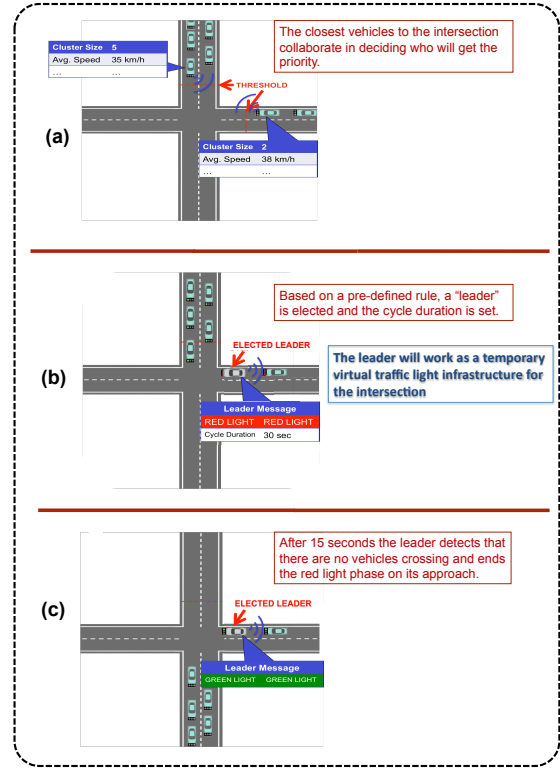 The closest vehicles to the intersection
collaborate in deciding who will get the
priority.
Cluster Size 5
Avg. Speed 35 km/h
... ...
THRESHOLD
(a)
Cluster Size 2
Avg. Speed 38 km/h
... ...
Based on a pre-defined rule, a “leader”
is elected and the cycle duration is set.
ELECTED LEADER
The leader will work as a temporary
virtual traffic light infrastructure for
the intersection
(b)
Leader Message
RED LIGHT RED LIGHT
Cycle Duration 30 sec
After 15 seconds the leader detects that
there are no vehicles crossing and ends
the red light phase on its approach.
(c)
ELECTED LEADER
Leader Message
GREEN LIGHT GREEN LIGHT